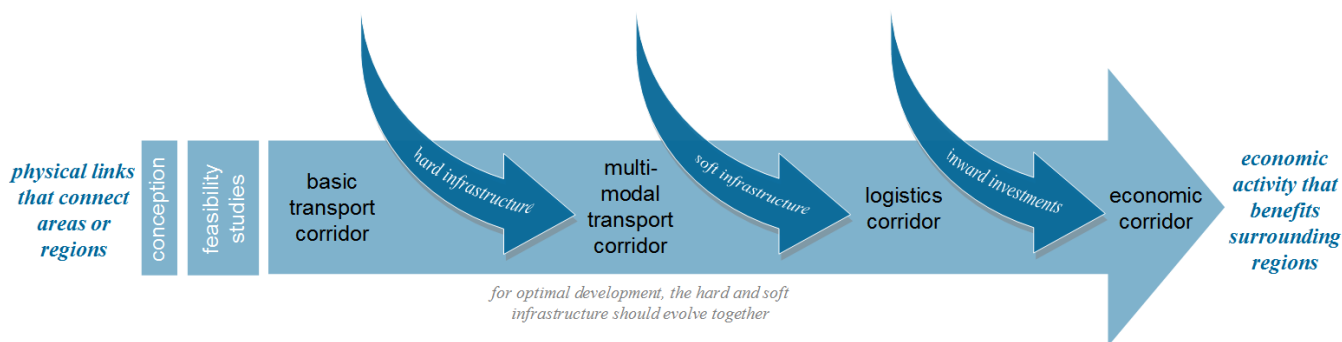 physical links
that connect
areas or
regions
conception
feasibility
studies
basic
transport
corridor
hard infrastructure
multi-
modal
transport
corridor
soft infrastructure
logistics
corridor
inward investments
economic
corridor
economic
activity that
benefits
surrounding
regions
for optimal development, the hard and soft
infrastructure should evolve together